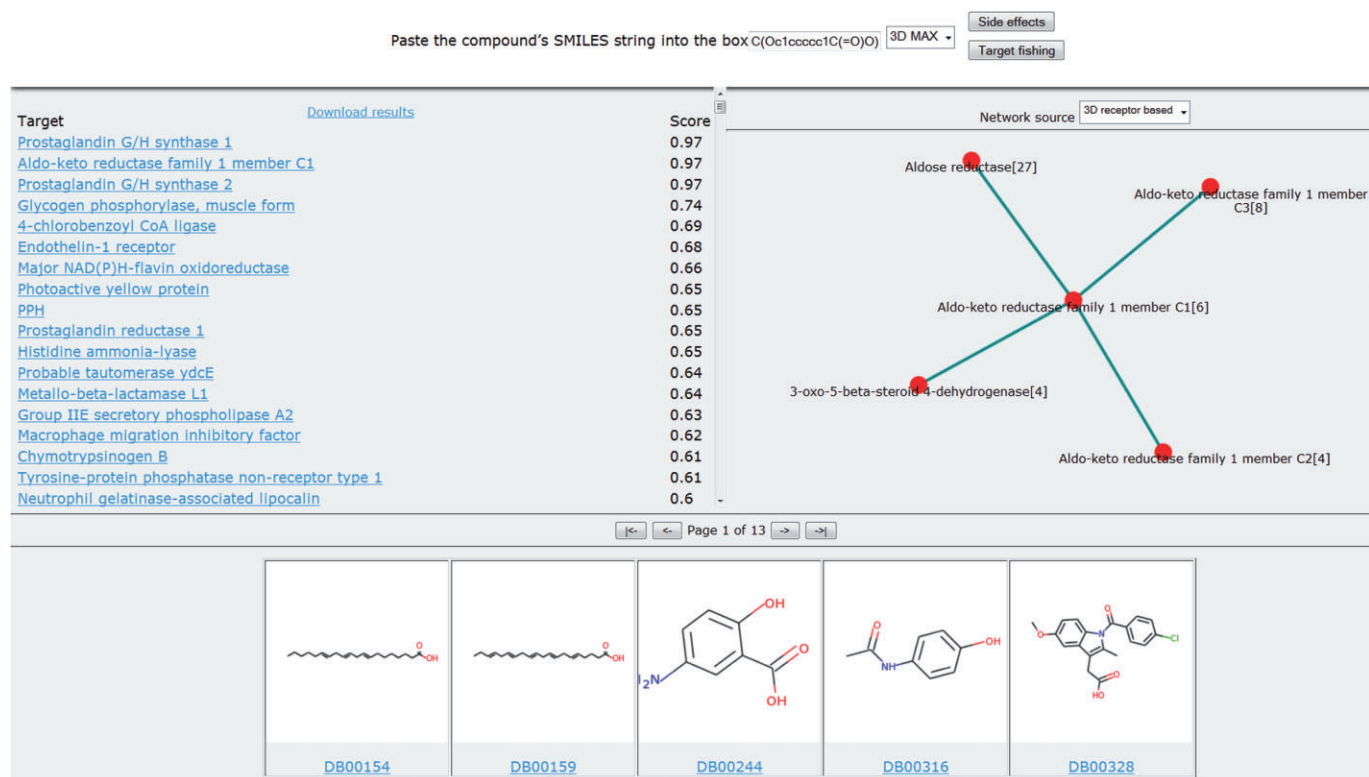 Paste the compound's SMILES string into the box C(Oc1ccccc1C(=O)O) 3D MAX Side effects
Target fishing
Download results
Target Score
Prostaglandin G/H synthase 1 0.97
Aldo-keto reductase family 1 member C1 0.97
Prostaglandin G/H synthase 2 0.97
Glycogen phosphorylase, muscle form 0.74
4-chlorobenzoyl CoA ligase 0.69
Endothelin-1 receptor 0.68
Major NAD(P)H-flavin oxidoreductase 0.66
Photoactive yellow protein 0.65
PPH 0.65
Prostaglandin reductase 1 0.65
Histidine ammonia-lyase 0.65
Probable tautomerase ydcE 0.64
Metallo-beta-lactamase L1 0.64
Group IIE secretory phospholipase A2 0.63
Macrophage migration inhibitory factor 0.62
Chymotrypsinogen B 0.61
Tyrosine-protein phosphatase non-receptor type 1 0.61
Neutrophil gelatinase-associated lipocalin 0.6
Network source 3D receptor based
Aldose reductase[27]
Aldo-keto reductase family 1 member
C3[8]
Aldo-keto reductase family 1 member C1[6]
3-oxo-5-beta-steroid 4-dehydrogenase[4]
Aldo-keto reductase family 1 member C2[4]
|<- <- Page 1 of 13 -> ->|
O
OH
O
OH
OH
O
OH
H₂N
O
NH
OH
O
O
N
Cl
O
HO
DB00154 DB00159 DB00244 DB00316 DB00328